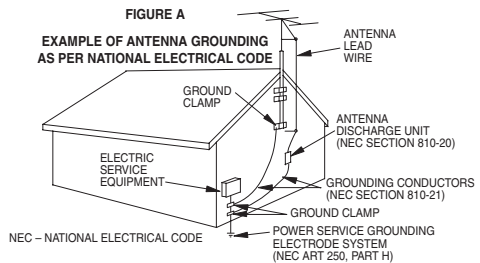 FIGURE A
EXAMPLE OF ANTENNA GROUNDING
AS PER NATIONAL ELECTRICAL CODE
ANTENNA
LEAD
WIRE
GROUND
CLAMP
ANTENNA
DISCHARGE UNIT
(NEC SECTION 810-20)
ELECTRIC
SERVICE
EQUIPMENT
GROUNDING CONDUCTORS
(NEC SECTION 810-21)
GROUND CLAMP
POWER SERVICE GROUNDING
ELECTRODE SYSTEM
(NEC ART 250, PART H)
NEC – NATIONAL ELECTRICAL CODE